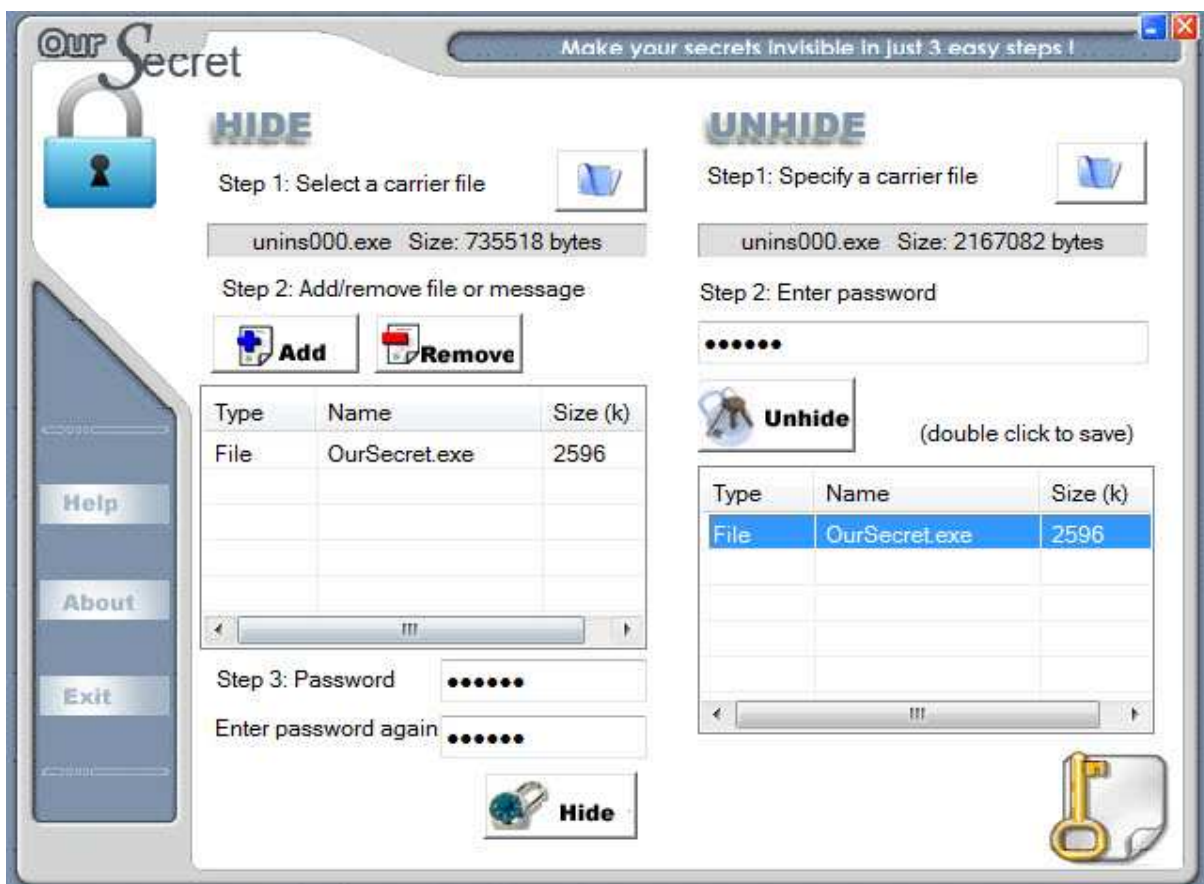 Our Secret
Make your secrets invisible in just 3 easy steps !
HIDE
Step 1: Select a carrier file
unins000.exe Size: 735518 bytes
Step 2: Add/remove file or message
Add Remove
Type Name Size (k)
File OurSecret.exe 2596
Step 3: Password ••••••
Enter password again ••••••
Hide
UNHIDE
Step1: Specify a carrier file
unins000.exe Size: 2167082 bytes
Step 2: Enter password
••••••
Unhide
(double click to save)
Type Name Size (k)
File OurSecret.exe 2596
Help
About
Exit